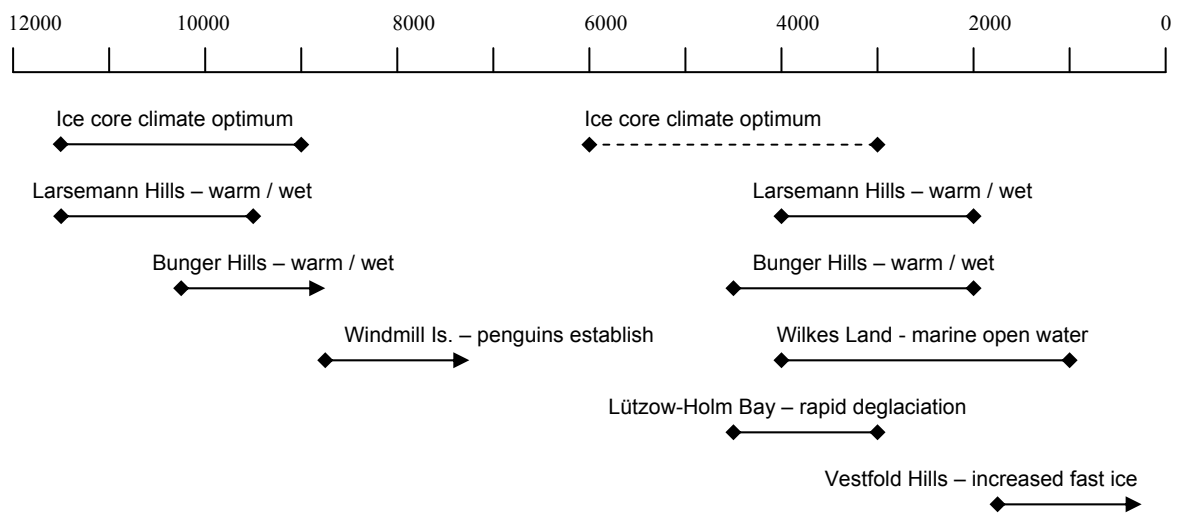 12000 10000 8000 6000 4000 2000 0
Ice core climate optimum Ice core climate optimum
Larsemann Hills – warm / wet Larsemann Hills – warm / wet
Bunger Hills – warm / wet Bunger Hills – warm / wet
Windmill Is. – penguins establish Wilkes Land - marine open water
Lützow-Holm Bay – rapid deglaciation
Vestfold Hills – increased fast ice